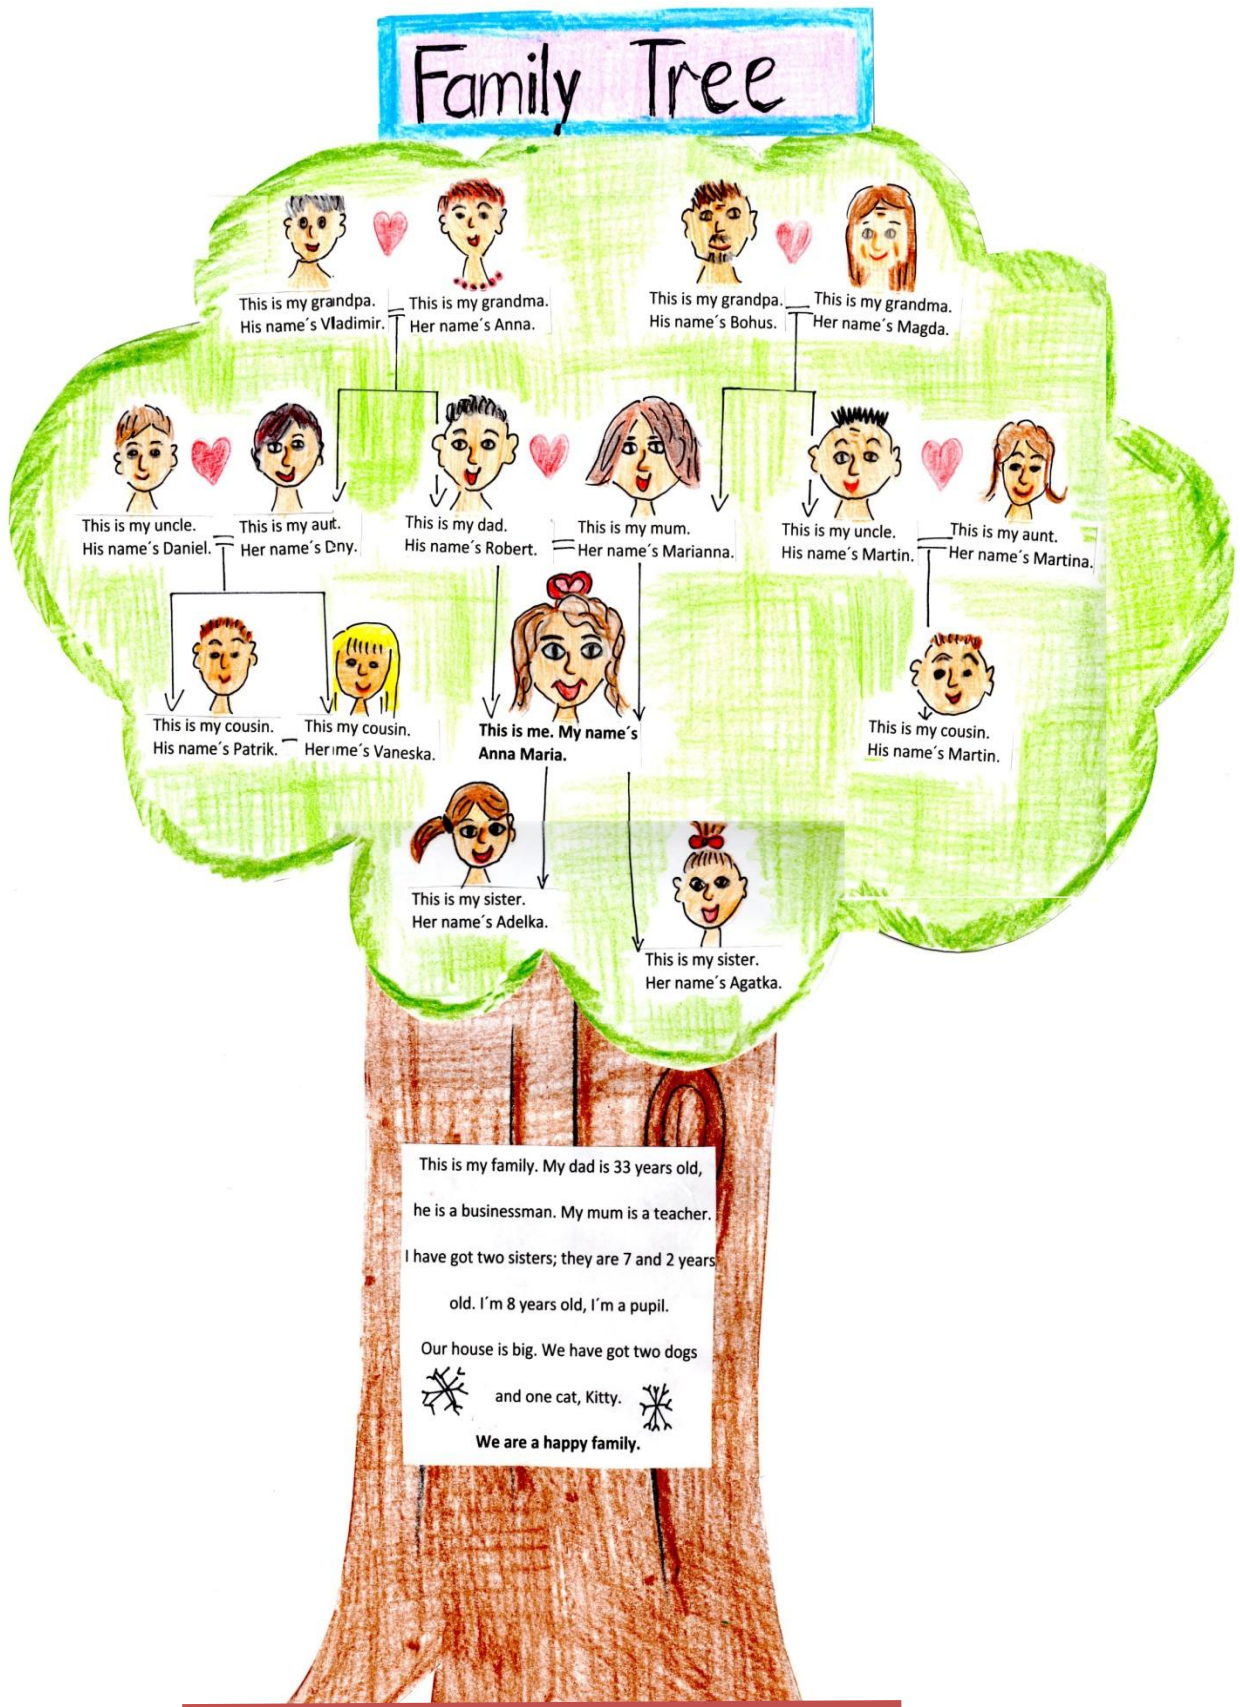 Family Tree
This is my grandpa.
His name´s Vladimir.
This is my grandma.
Her name´s Anna.
This is my grandpa.
His name´s Bohus.
This is my grandma.
Her name´s Magda.
This is my uncle.
His name´s Daniel.
This is my aut.
Her name´s Dny.
This is my dad.
His name´s Robert.
This is my mum.
Her name´s Marianna.
This is my uncle.
His name´s Martin.
This is my aunt.
Her name´s Martina.
This is my cousin.
His name´s Patrik.
This my cousin.
Her me´s Vaneska.
This is me. My name´s
Anna Maria.
This is my cousin.
His name´s Martin.
This is my sister.
Her name´s Adelka.
This is my sister.
Her name´s Agatka.
This is my family. My dad is 33 years old,
he is a businessman. My mum is a teacher.
I have got two sisters; they are 7 and 2 years
old. I´m 8 years old, I´m a pupil.
Our house is big. We have got two dogs
and one cat, Kitty.
We are a happy family.